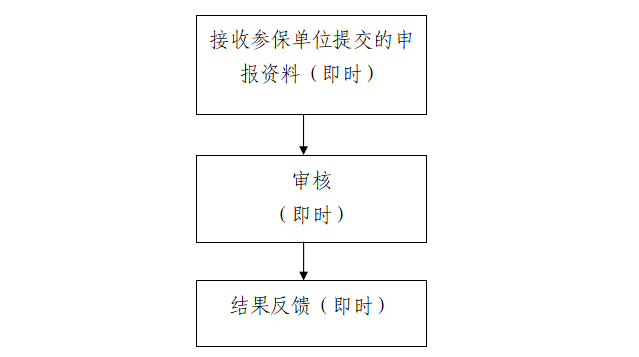 接收参保单位提交的申
报资料（即时）
审核
（即时）
结果反馈（即时）